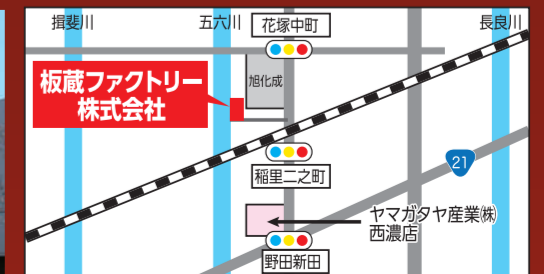 揖斐川
五六川
花塚中町
長良川
旭化成
板蔵ファクトリー
株式会社
21
稲里二之町
ヤマガタヤ産業㈱
西濃店
野田新田